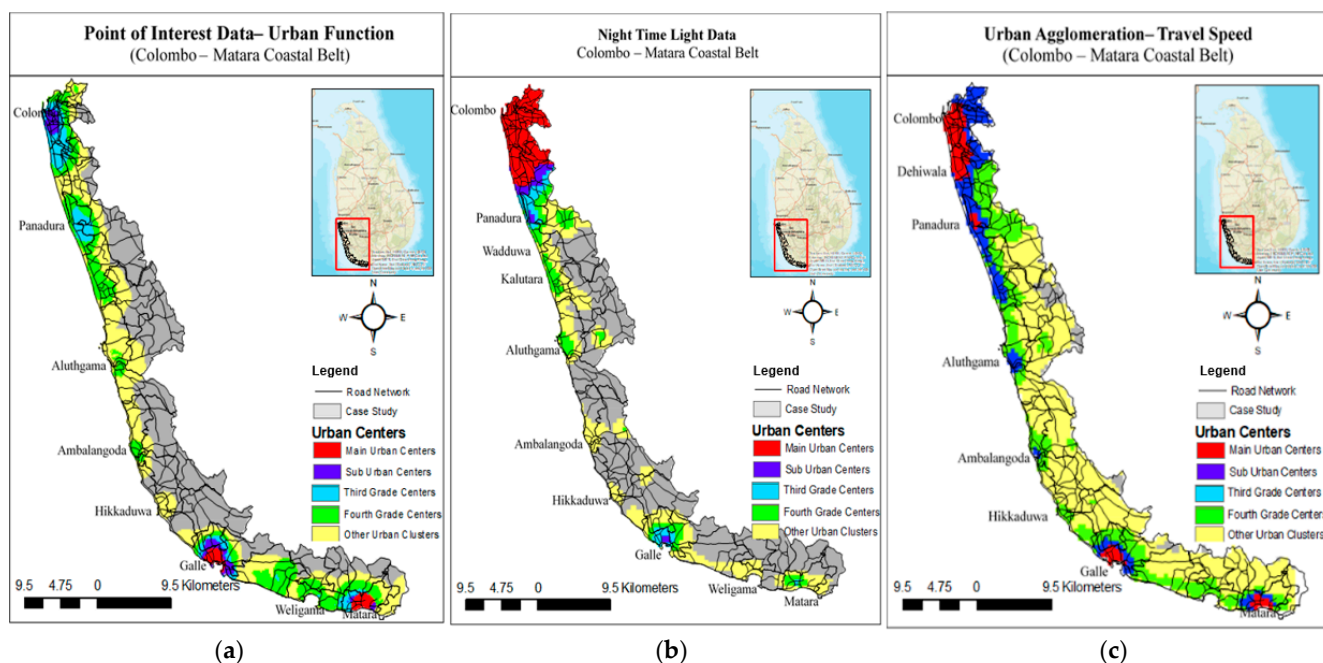 Point of Interest Data– Urban Function
(Colombo – Matara Coastal Belt)
Colombo
Panadura
Aluthgama
Ambalangoda
Hikkaduwa
Galle
Weligama
Matara
N
W
E
S
Legend
Road Network
Case Study
Urban Centers
Main Urban Centers
Sub Urban Centers
Third Grade Centers
Fourth Grade Centers
Other Urban Clusters
9.5 4.75 0 9.5 Kilometers
(a)
Night Time Light Data
Colombo – Matara Coastal Belt
Colombo
Panadura
Wadduwa
Kalutara
Aluthgama
Ambalangoda
Hikkaduwa
Galle
Weligama
Matara
N
W
E
S
Legend
Road Network
Case Study
Urban Centers
Main Urban Centers
Sub Urban Centers
Third Grade Centers
Fourth Grade Centers
Other Urban Clusters
9.5 4.75 0 9.5 Kilometers
(b)
Urban Agglomeration– Travel Speed
(Colombo – Matara Coastal Belt)
Colombo
Dehiwala
Panadura
Aluthgama
Ambalangoda
Hikkaduwa
Galle
Matara
N
W
E
S
Legend
Road Network
Case Study
Urban Centers
Main Urban Centers
Sub Urban Centers
Third Grade Centers
Fourth Grade Centers
Other Urban Clusters
9.5 4.75 0 9.5 Kilometers
(c)